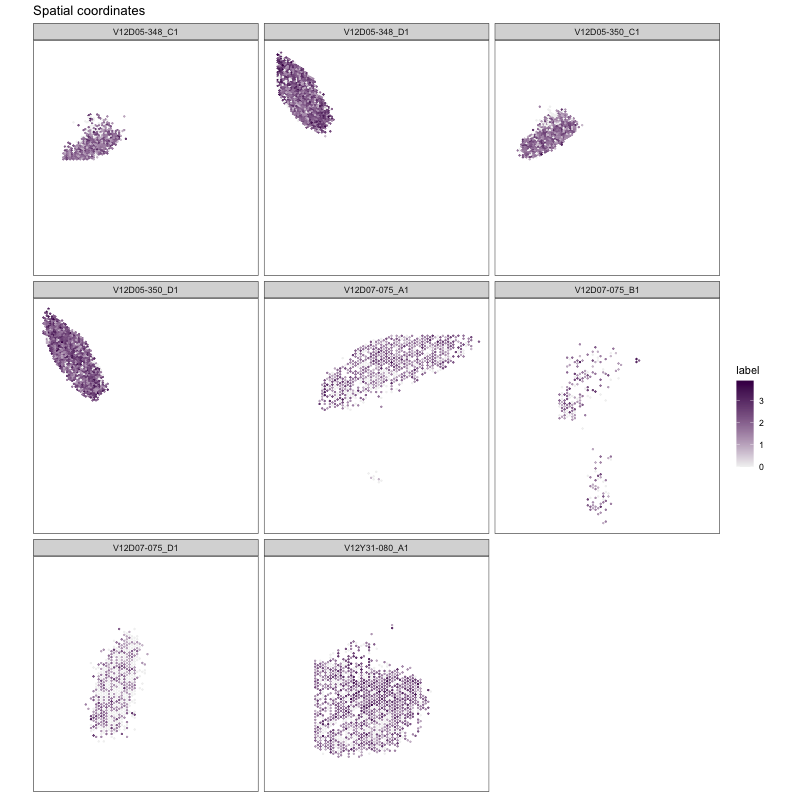 Spatial coordinates
V12D05-348_C1
V12D05-348_D1
V12D05-350_C1
V12D05-350_D1
V12D07-075_A1
V12D07-075_B1
label
3
2
1
0
V12D07-075_D1
V12Y31-080_A1